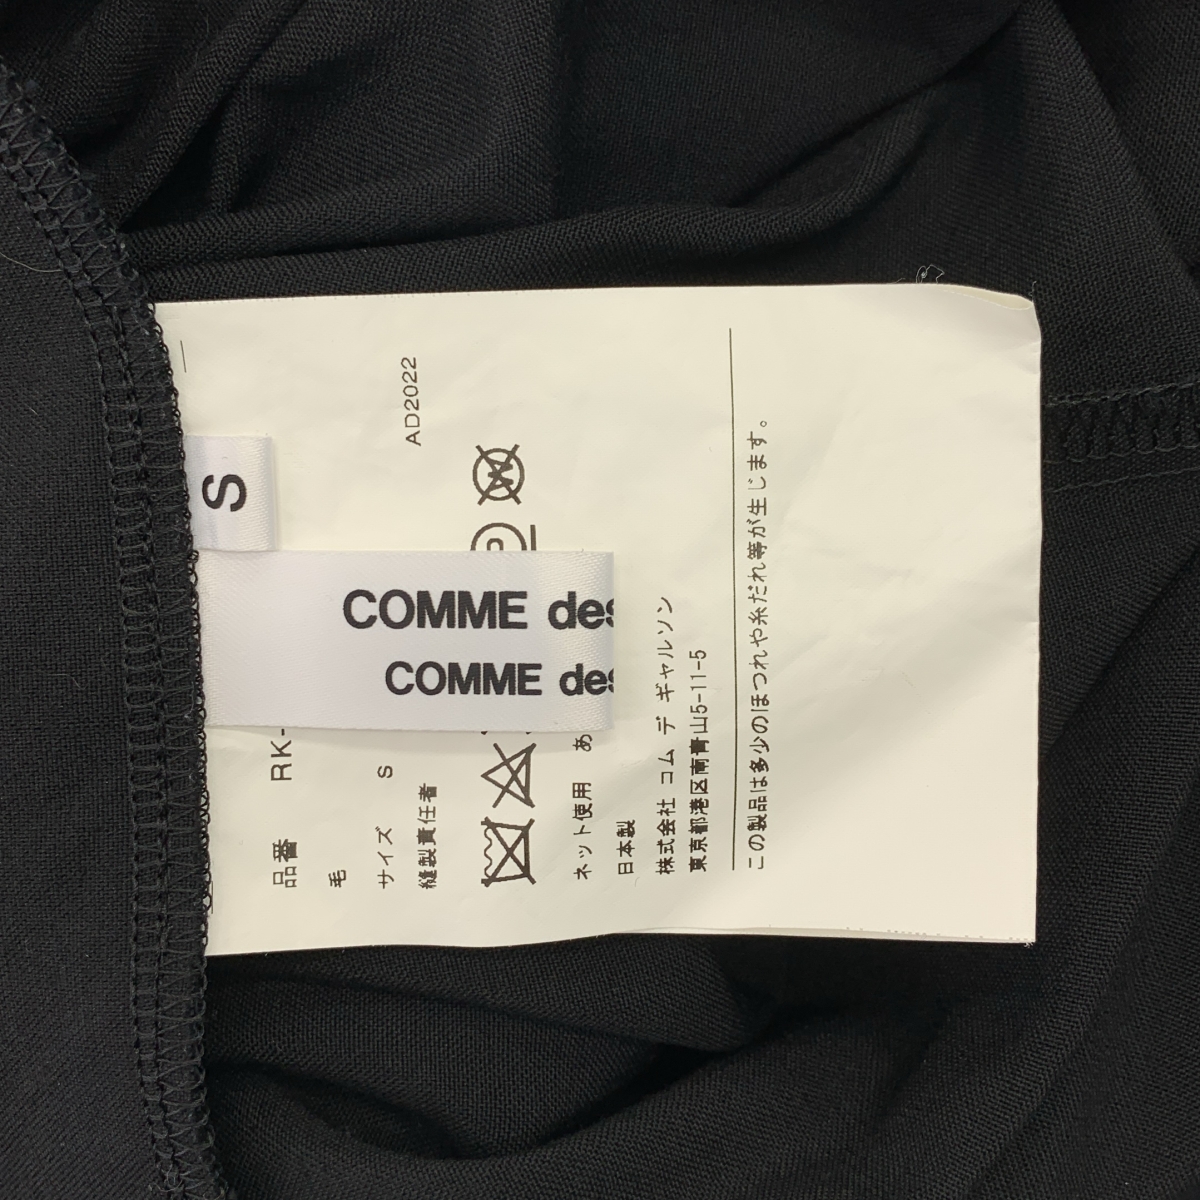 S
COMME des
COMME des
品番 RK-
毛
サイズ S
縫製責任者
AD2022
ネット使用 あ
日本製
株式会社 コム デ ギャルソン
東京都港区南青山5-11-5
この製品は多少のほつれや糸だれ等が生じます。